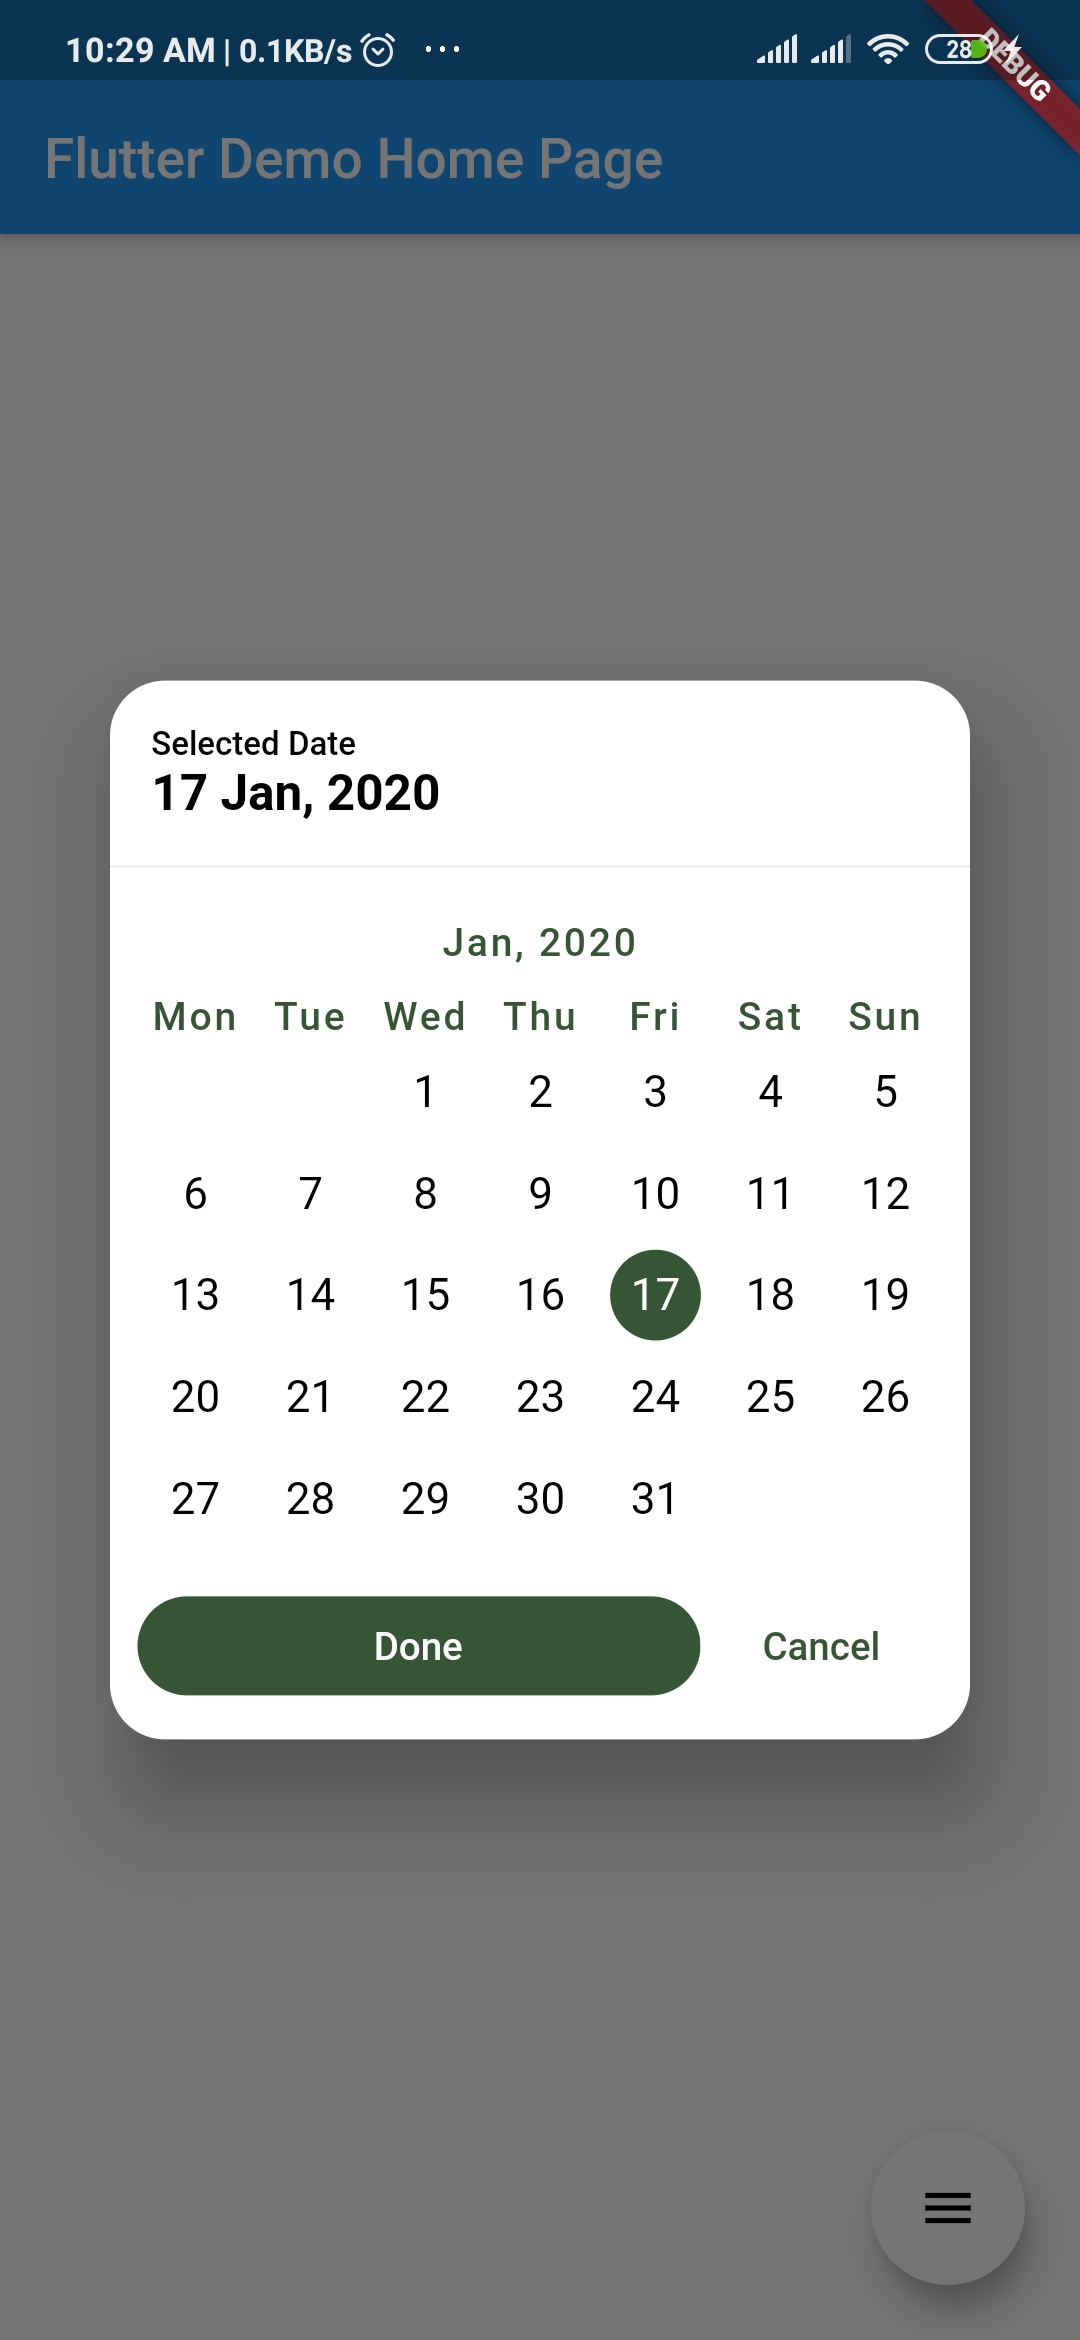 10:29 AM | 0.1KB/s ...
28
DEBUG
Flutter Demo Home Page
Selected Date
17 Jan, 2020
Jan, 2020
Mon Tue Wed Thu Fri Sat Sun
1 2 3 4 5
6 7 8 9 10 11 12
13 14 15 16 17 18 19
20 21 22 23 24 25 26
27 28 29 30 31
Done Cancel